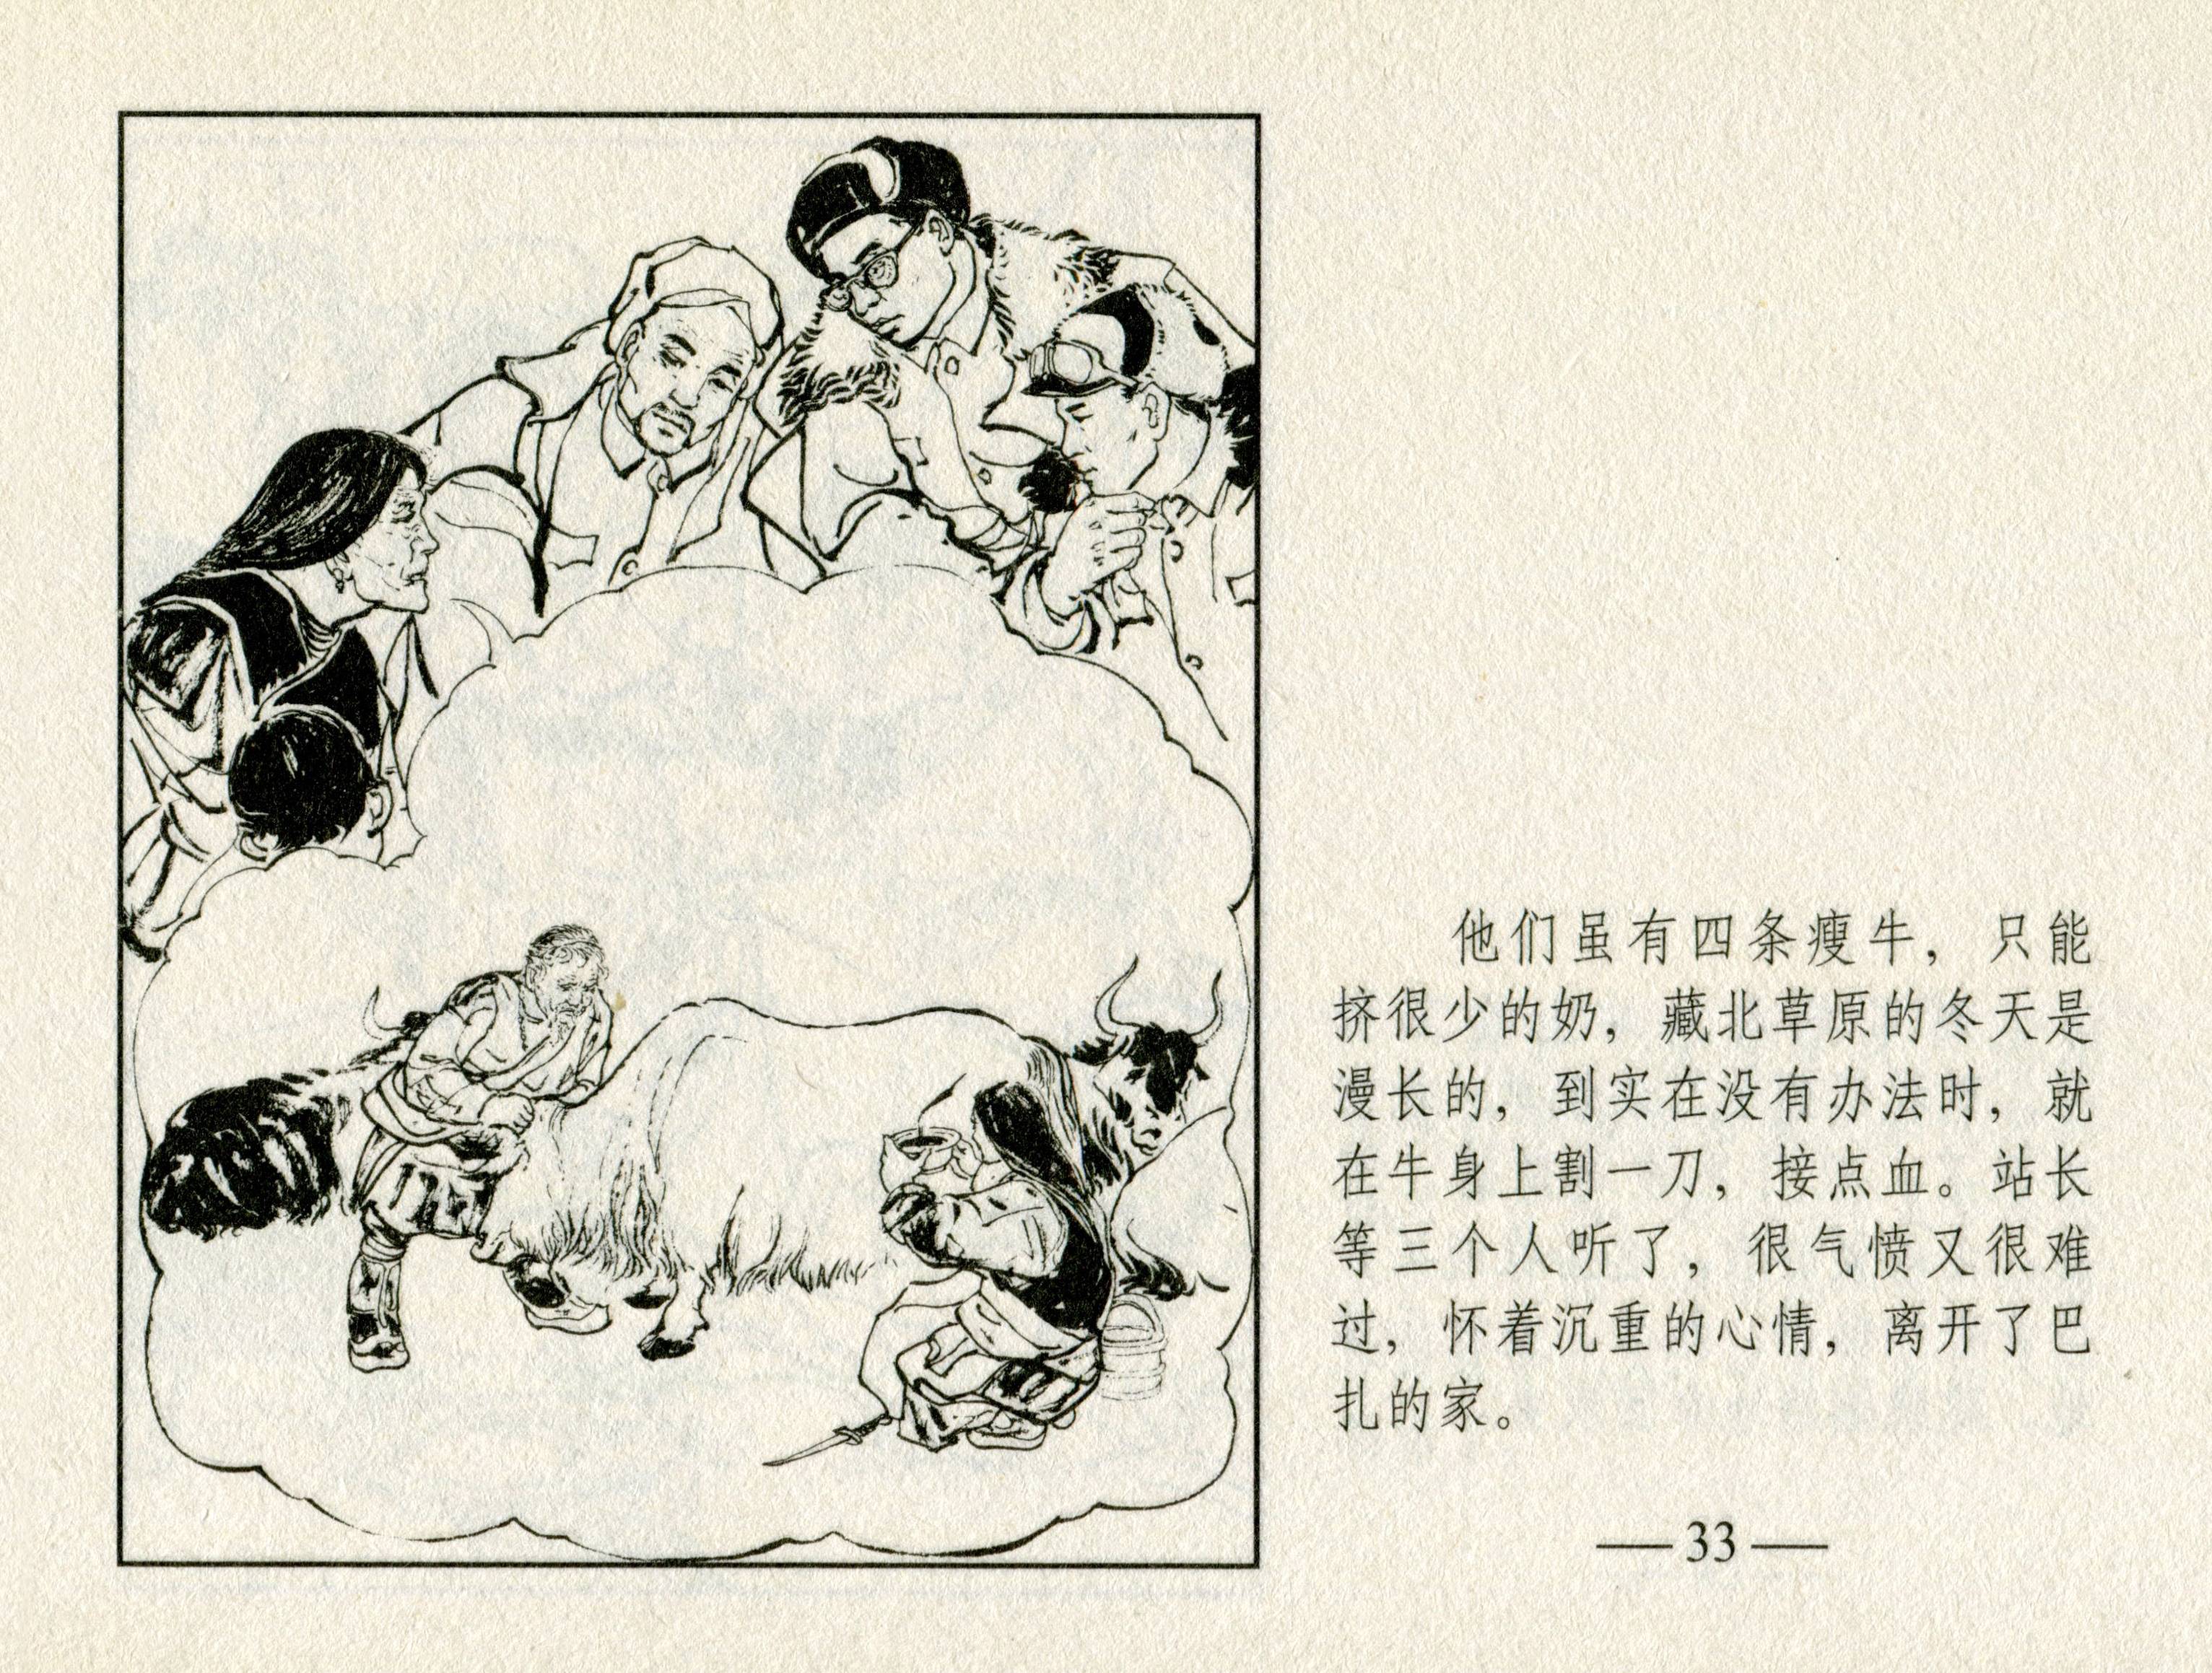 他们虽有四条瘦牛，只能
挤很少的奶，藏北草原的冬天是
漫长的，到实在没有办法时，就
在牛身上割一刀，接点血。站长
等三个人听了，很气愤又很难
过，怀着沉重的心情，离开了巴
扎的家。
—33—